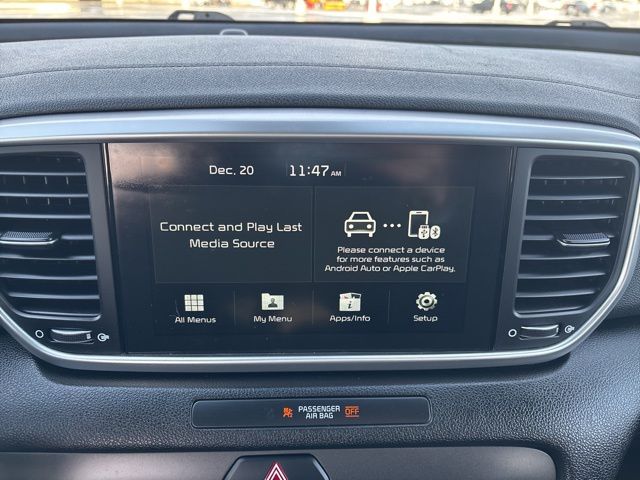 Dec. 20 11:47 AM
Connect and Play Last
Media Source
Please connect a device
for more features such as
Android Auto or Apple CarPlay.
All Menus My Menu Apps/Info Setup
PASSENGER
AIR BAG OFF